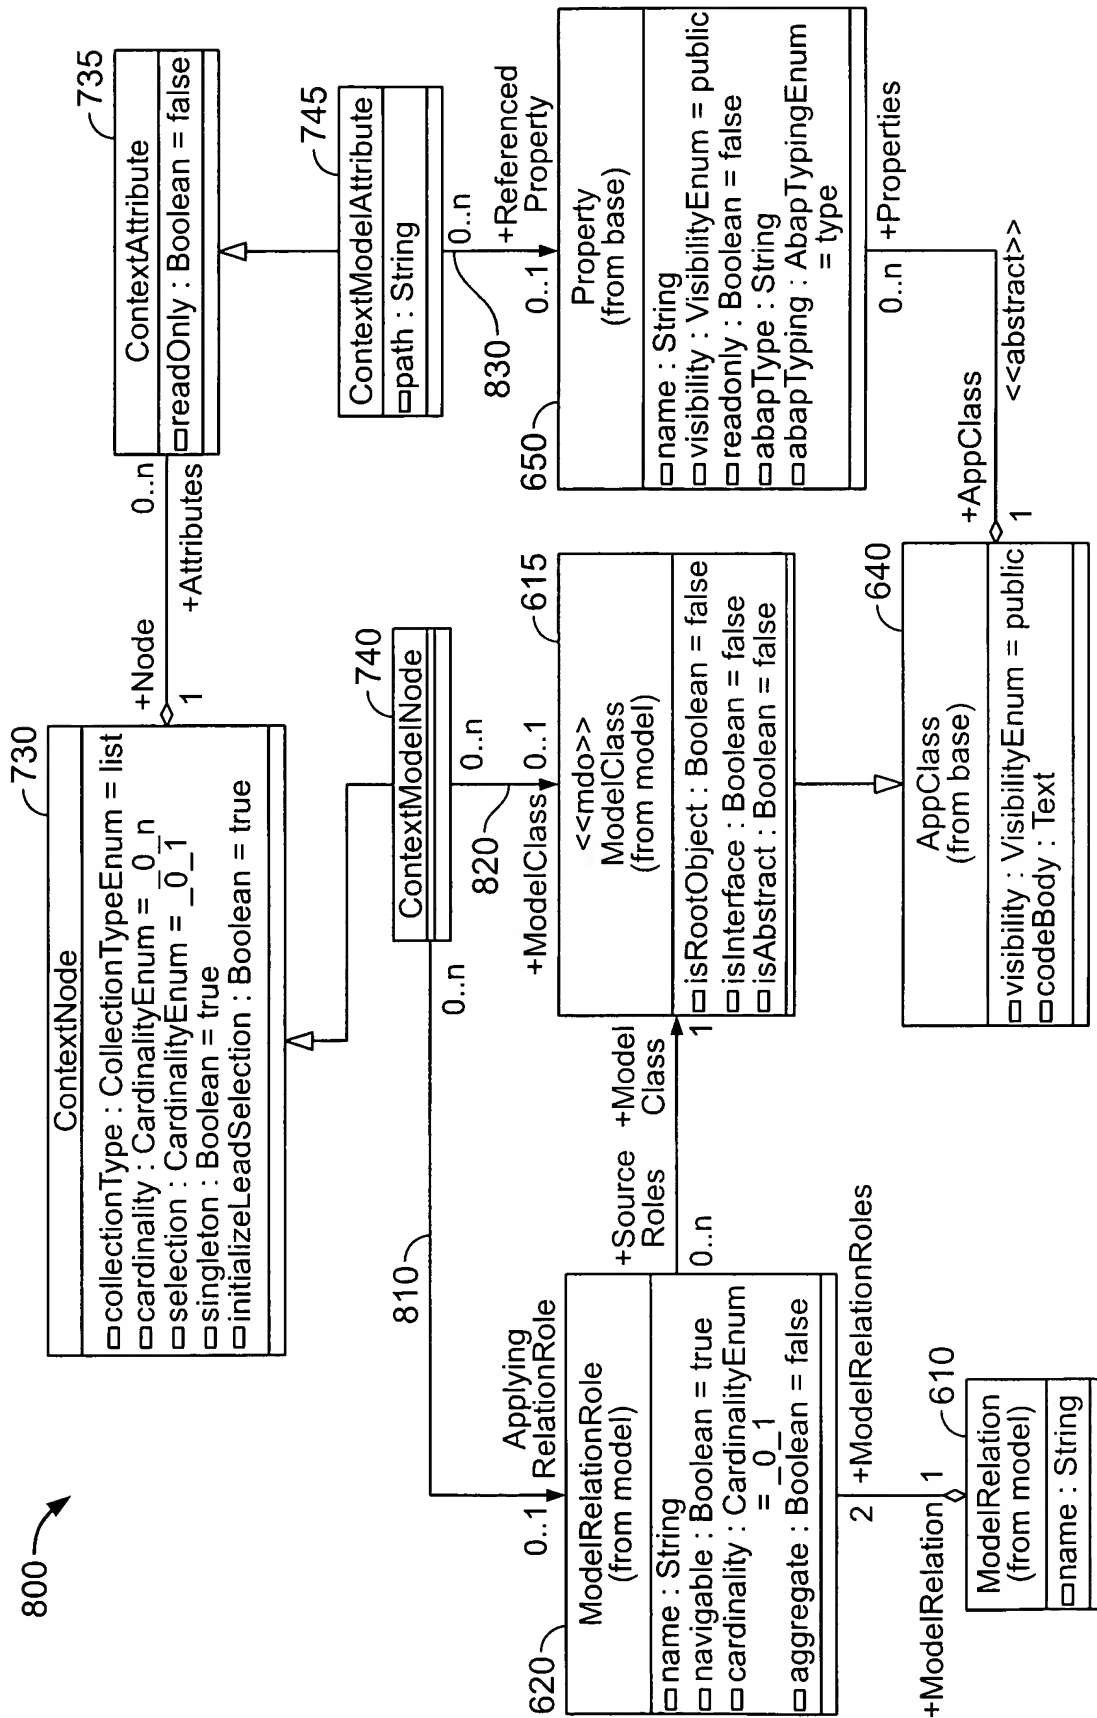 800
730
ContextNode
collectionType : CollectionTypeEnum = list
cardinality : CardinalityEnum = _0_n
selection : CardinalityEnum = _0_1
singleton : Boolean = true
initializeLeadSelection : Boolean = true
+Node
1
0..n
+Attributes
735
ContextAttribute
readOnly : Boolean = false
740
ContextModelNode
0..n
0..n
745
ContextModelAttribute
path : String
810
820
830
0..n
Applying
RelationRole
0..1
+ModelClass
0..1
+Referenced
Property
0..1
620
ModelRelationRole
(from model)
name : String
navigable : Boolean = true
cardinality : CardinalityEnum
= _0_1
aggregate : Boolean = false
+Source
Roles
0..n
+Model
Class
1
615
<<mdo>>
ModelClass
(from model)
isRootObject : Boolean = false
isInterface : Boolean = false
isAbstract : Boolean = false
650
Property
(from base)
name : String
visibility : VisibilityEnum = public
readonly : Boolean = false
abapType : String
abapTyping : AbapTypingEnum
= type
2
+ModelRelationRoles
+ModelRelation
1
610
ModelRelation
(from model)
name : String
640
AppClass
(from base)
visibility : VisibilityEnum = public
codeBody : Text
+AppClass
1
0..n
+Properties
<<abstract>>